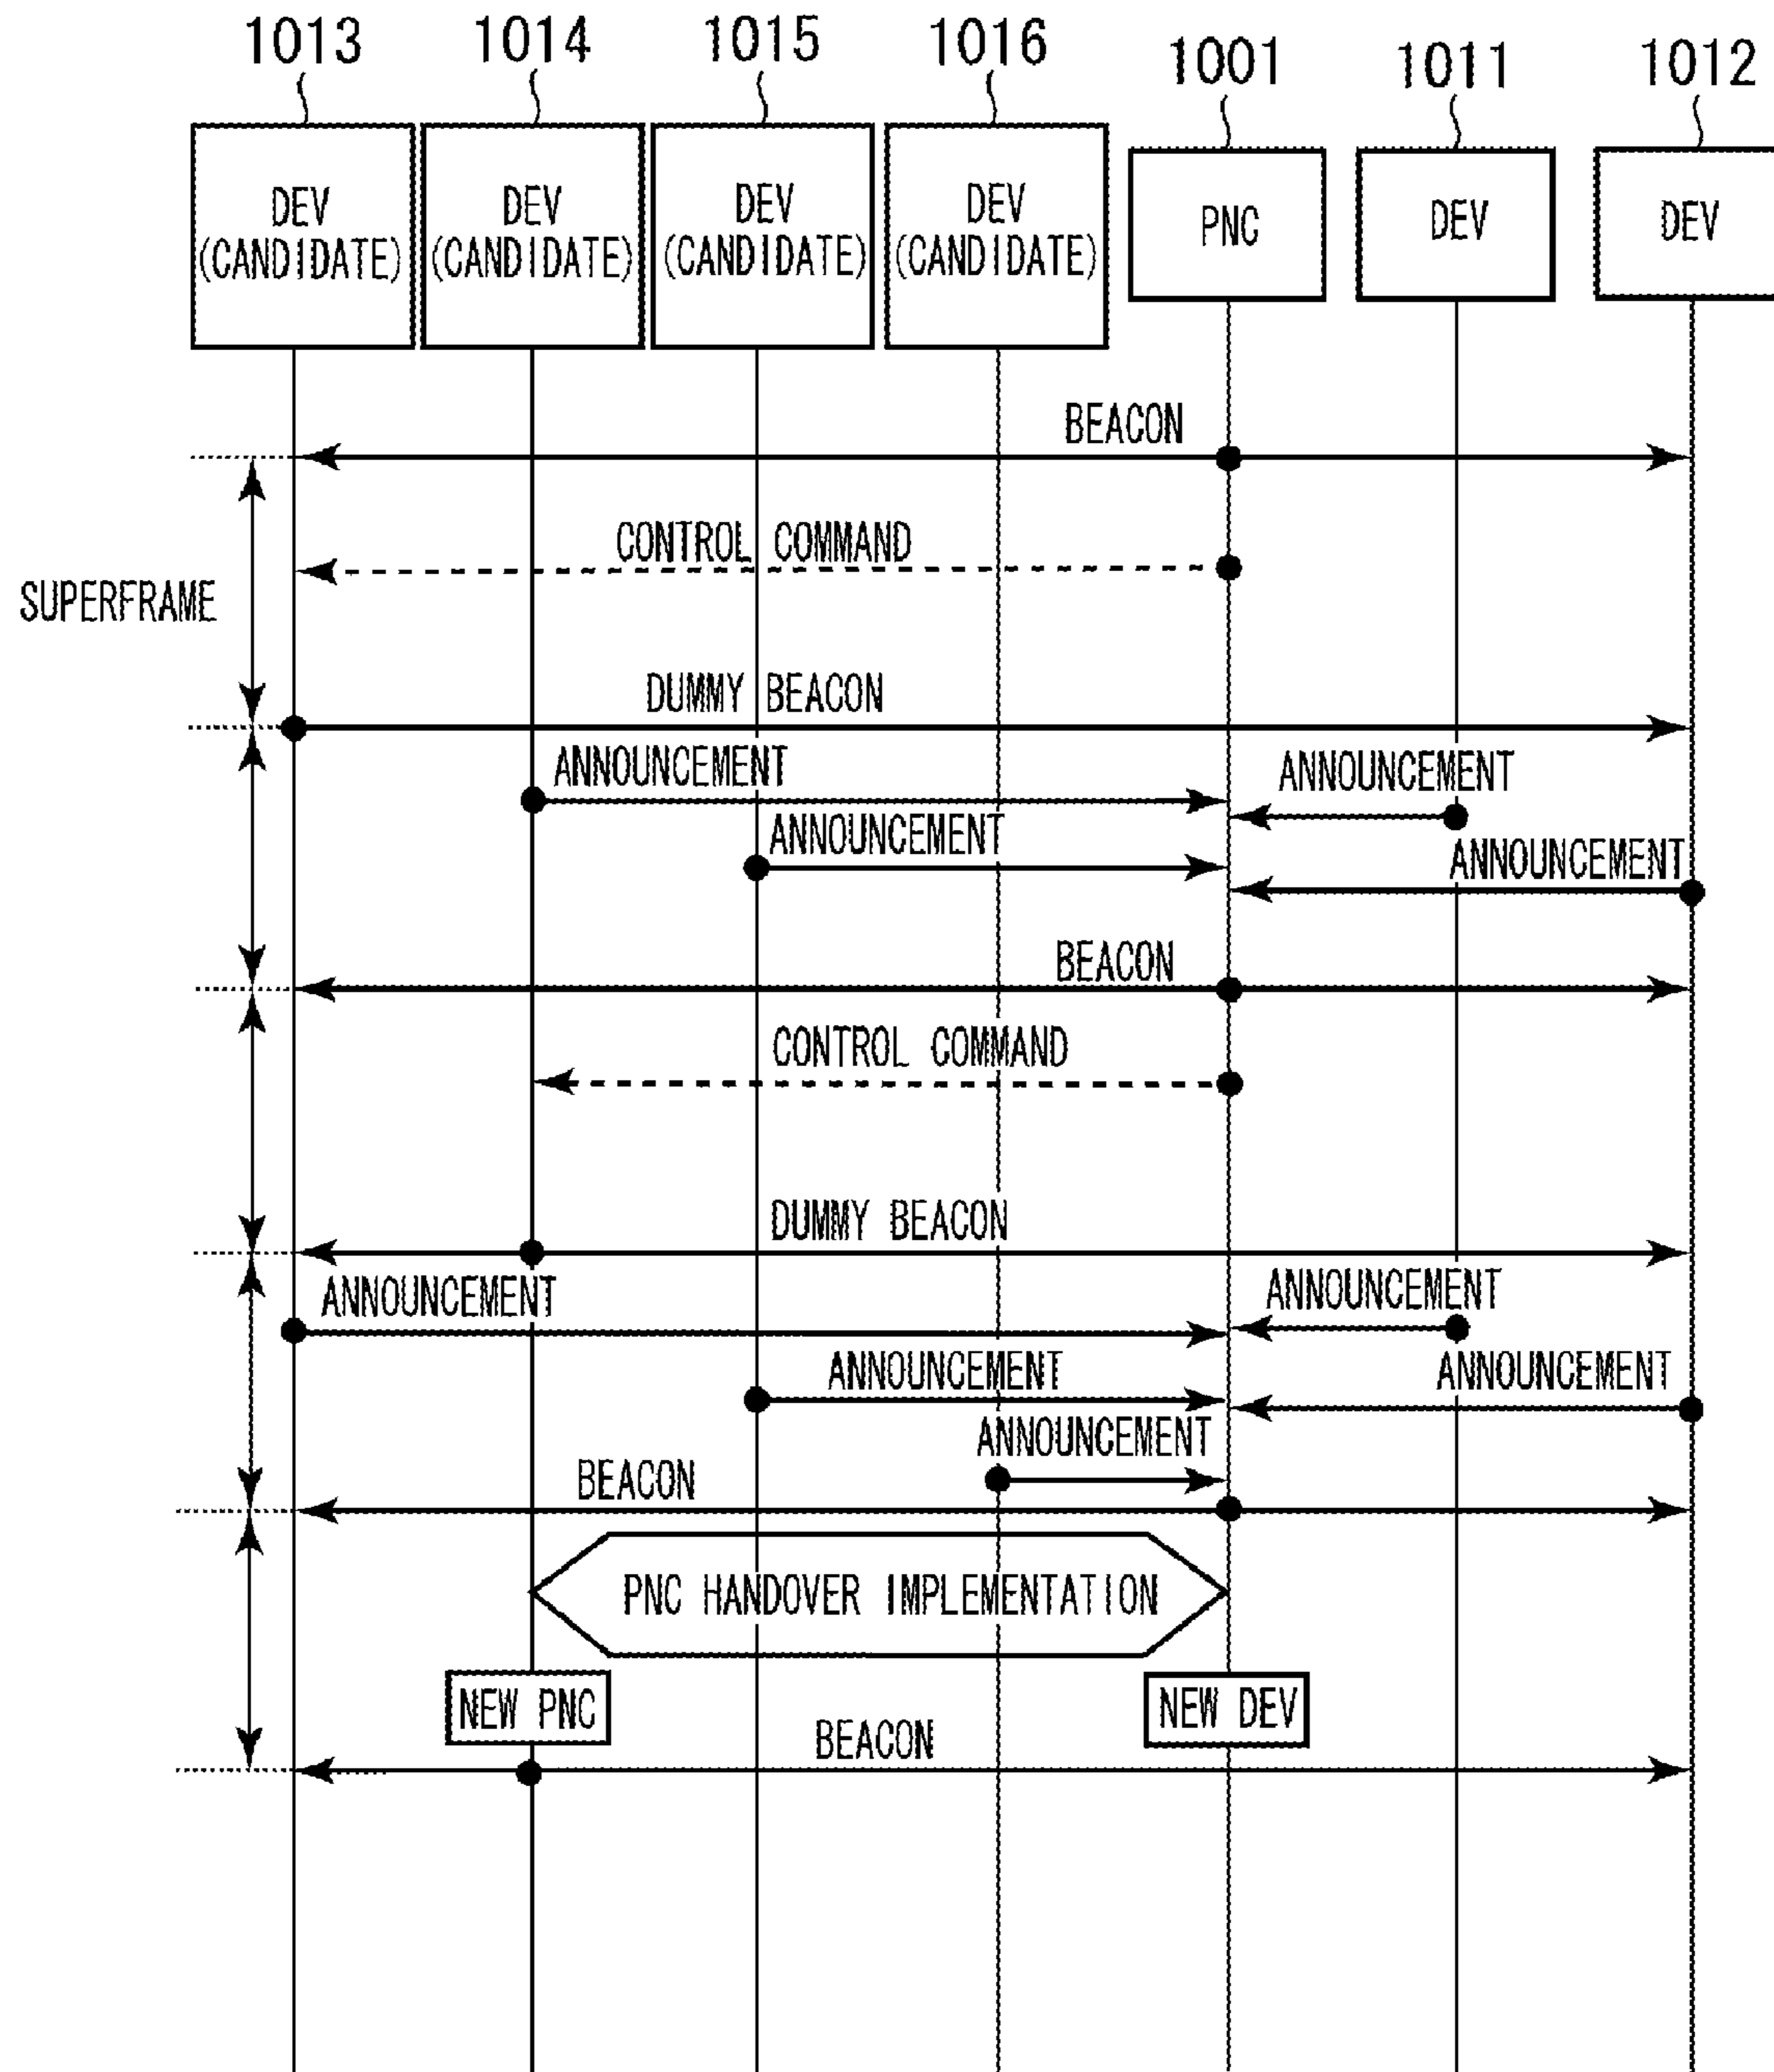 1013
1014
1015
1016
1001
1011
1012
DEV
(CANDIDATE)
DEV
(CANDIDATE)
DEV
(CANDIDATE)
DEV
(CANDIDATE)
PNC
DEV
DEV
BEACON
CONTROL COMMAND
SUPERFRAME
DUMMY BEACON
ANNOUNCEMENT
ANNOUNCEMENT
ANNOUNCEMENT
ANNOUNCEMENT
BEACON
CONTROL COMMAND
DUMMY BEACON
ANNOUNCEMENT
ANNOUNCEMENT
ANNOUNCEMENT
ANNOUNCEMENT
ANNOUNCEMENT
BEACON
PNC HANDOVER IMPLEMENTATION
NEW PNC
NEW DEV
BEACON